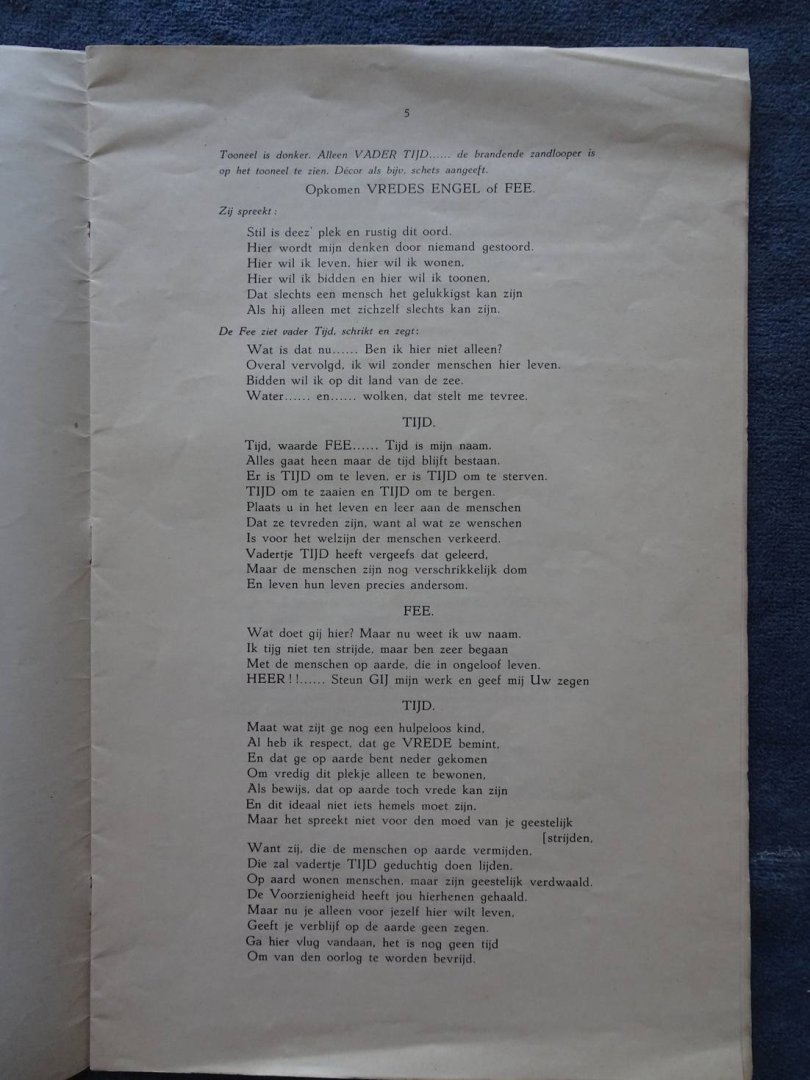 5
Tooneel is donker. Alleen VADER TIJD...... de brandende zandlooper is
op het tooneel te zien. Décor als bijv. schets aangeeft.
Opkomen VREDES ENGEL of FEE.
Zij spreekt :
Stil is deez' plek en rustig dit oord.
Hier wordt mijn denken door niemand gestoord.
Hier wil ik leven, hier wil ik wonen,
Hier wil ik bidden en hier wil ik toonen,
Dat slechts een mensch het gelukkigst kan zijn
Als hij alleen met zichzelf slechts kan zijn.
De Fee ziet vader Tijd, schrikt en zegt:
Wat is dat nu...... Ben ik hier niet alleen?
Overal vervolgd, ik wil zonder menschen hier leven.
Bidden wil ik op dit land van de zee.
Water...... en...... wolken, dat stelt me tevree.
TIJD.
Tijd, waarde FEE...... Tijd is mijn naam.
Alles gaat heen maar de tijd blijft bestaan.
Er is TIJD om te leven, er is TIJD om te sterven.
TIJD om te zaaien en TIJD om te bergen.
Plaats u in het leven en leer aan de menschen
Dat ze tevreden zijn, want al wat ze wenschen
Is voor het welzijn der menschen verkeerd.
Vadertje TIJD heeft vergeefs dat geleerd,
Maar de menschen zijn nog verschrikkelijk dom
En leven hun leven precies andersom.
FEE.
Wat doet gij hier? Maar nu weet ik uw naam.
Ik tijg niet ten strijde, maar ben zeer begaan
Met de menschen op aarde, die in ongeloof leven.
HEER!!...... Steun GIJ mijn werk en geef mij Uw zegen
TIJD.
Maat wat zijt ge nog een hulpeloos kind,
Al heb ik respect, dat ge VREDE bemint,
En dat ge op aarde bent neder gekomen
Om vredig dit plekje alleen te bewonen,
Als bewijs, dat op aarde toch vrede kan zijn
En dit ideaal niet iets hemels moet zijn.
Maar het spreekt niet voor den moed van je geestelijk
[strijden,
Want zij, die de menschen op aarde vermijden,
Die zal vadertje TIJD geduchtig doen lijden.
Op aard wonen menschen, maar zijn geestelijk verdwaald.
De Voorzienigheid heeft jou hierhenen gehaald.
Maar nu je alleen voor jezelf hier wilt leven,
Geeft je verblijf op de aarde geen zegen.
Ga hier vlug vandaan, het is nog geen tijd
Om van den oorlog te worden bevrijd.